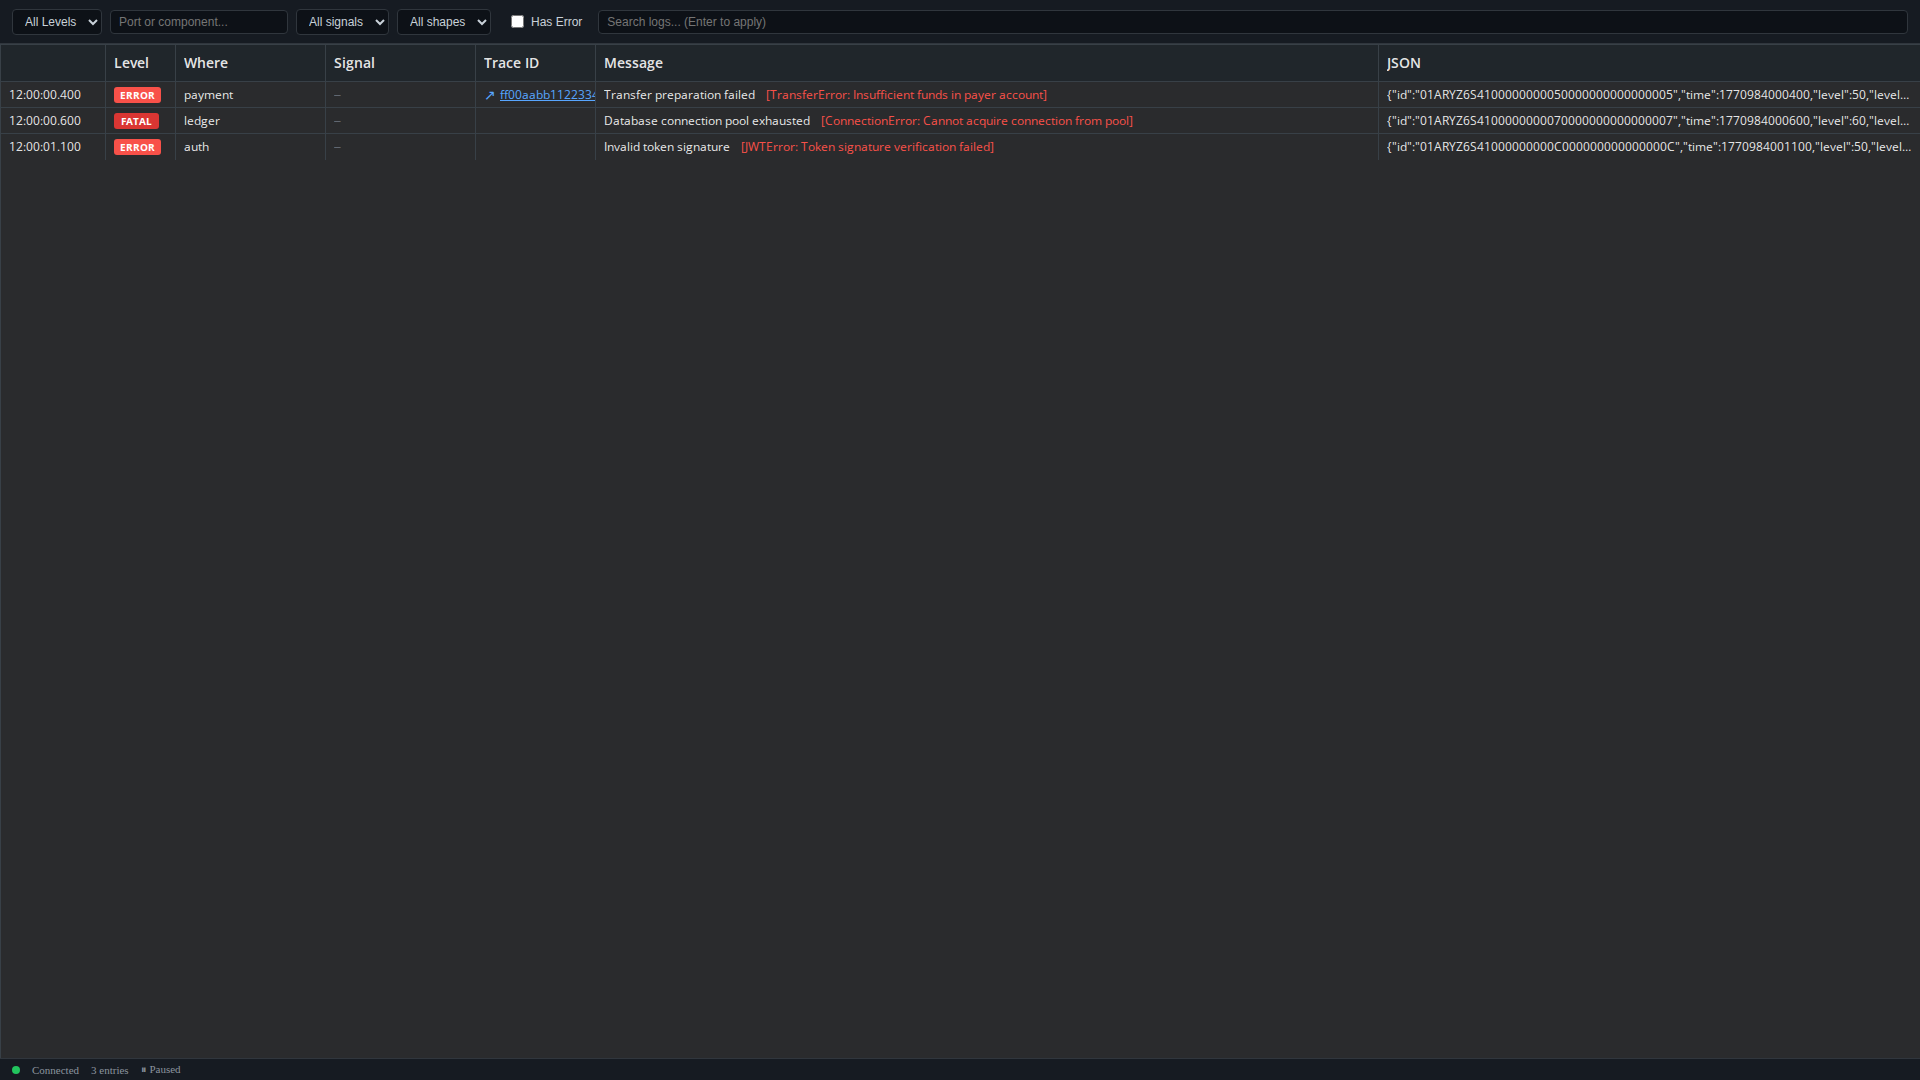 All Levels Port or component... All signals All shapes Has Error Search logs... (Enter to apply)
Level Where Signal Trace ID Message JSON
12:00:00.400 ERROR payment – ↗ ff00aabb1122334 Transfer preparation failed [TransferError: Insufficient funds in payer account] {"id":"01ARYZ6S4100000000050000000000000005","time":1770984000400,"level":50,"level...
12:00:00.600 FATAL ledger – Database connection pool exhausted [ConnectionError: Cannot acquire connection from pool] {"id":"01ARYZ6S4100000000070000000000000007","time":1770984000600,"level":60,"level...
12:00:01.100 ERROR auth – Invalid token signature [JWTError: Token signature verification failed] {"id":"01ARYZ6S41000000000C000000000000000C","time":1770984001100,"level":50,"level...
Connected 3 entries Paused